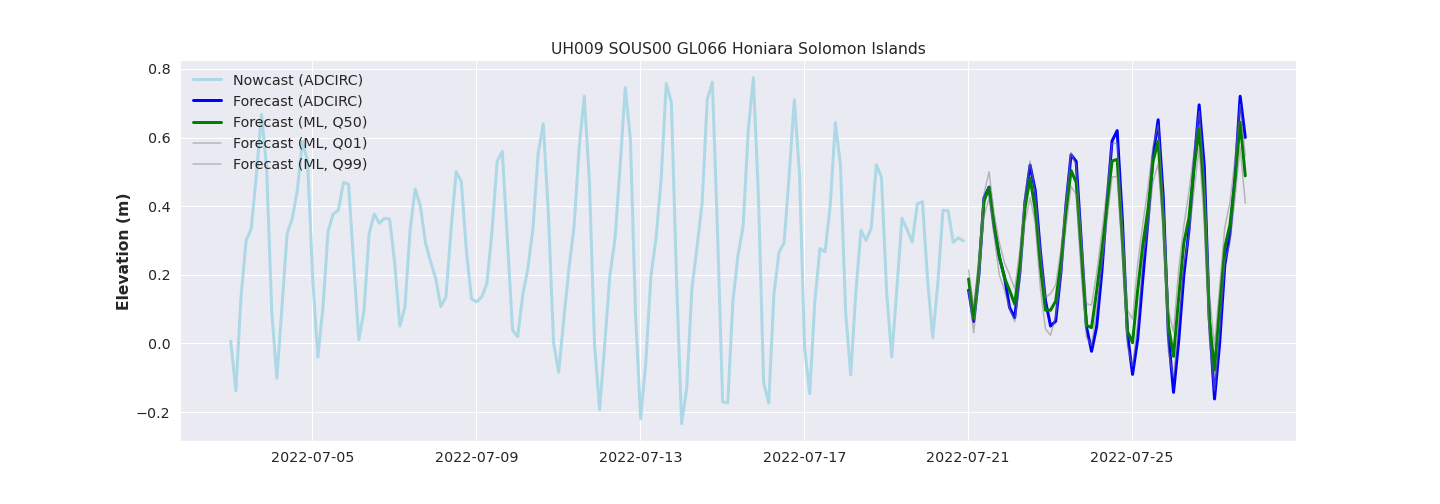 UH009 SOUS00 GL066 Honiara Solomon Islands
Nowcast (ADCIRC)
Forecast (ADCIRC)
Forecast (ML, Q50)
Forecast (ML, Q01)
Forecast (ML, Q99)
Elevation (m)
0.8
0.6
0.4
0.2
0.0
−0.2
2022-07-05
2022-07-09
2022-07-13
2022-07-17
2022-07-21
2022-07-25